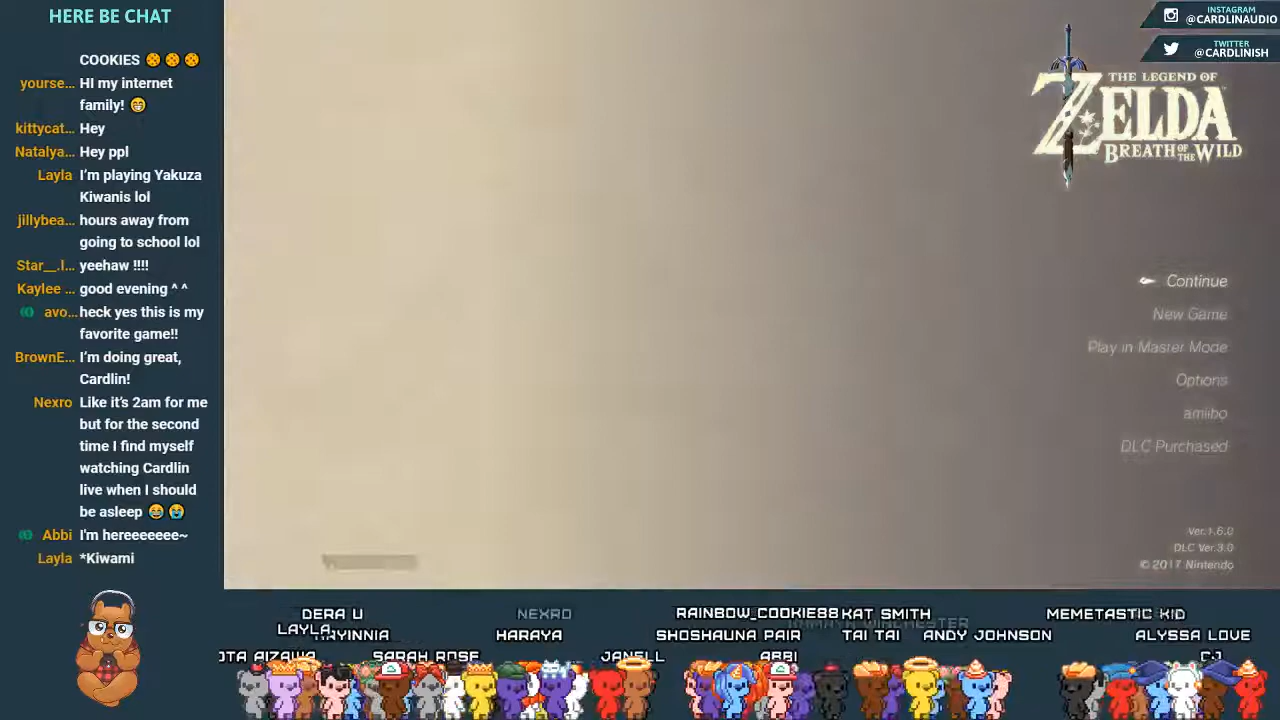 HERE BE CHAT
COOKIES 🍪 🍪 🍪
yourse... HI my internet
family! 😁
kittycat... Hey
Natalya... Hey ppl
Layla I'm playing Yakuza
Kiwanis lol
jillybea... hours away from
going to school lol
Star__.l... yeehaw !!!!
Kaylee ... good evening ^ ^
avo... heck yes this is my
favorite game!!
BrownE... I'm doing great,
Cardlin!
Nexro Like it's 2am for me
but for the second
time I find myself
watching Cardlin
live when I should
be asleep 😂 😭
Abbi I'm hereeeeeee~
Layla *Kiwami
INSTAGRAM
@CARDLINAUDIO
TWITTER
@CARDLINISH
THE LEGEND OF
ZELDA
BREATH OF THE WILD
Continue
New Game
Play in Master Mode
Options
amiibo
DLC Purchased
Ver.1.6.0
DLC Ver.3.0
© 2017 Nintendo
DERA U
NEXRO
RAINBOW_COOKIE88
KAT SMITH
MEMETASTIC KID
LAYLA
HARAYA
SHOSHAUNA PAIR
TAI TAI
ANDY JOHNSON
ALYSSA LOVE
SARAH ROSE
JANELL
ABBI
CJ